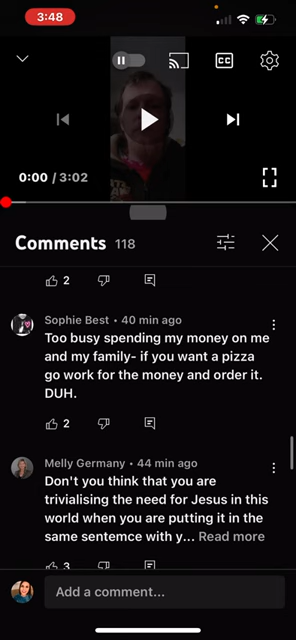 3:48
CC
0:00 / 3:02
Comments 118
2
Sophie Best • 40 min ago
Too busy spending my money on me
and my family- if you want a pizza
go work for the money and order it.
DUH.
2
Melly Germany • 44 min ago
Don't you think that you are
trivialising the need for Jesus in this
world when you are putting it in the
same sentemce with y... Read more
3
Add a comment...